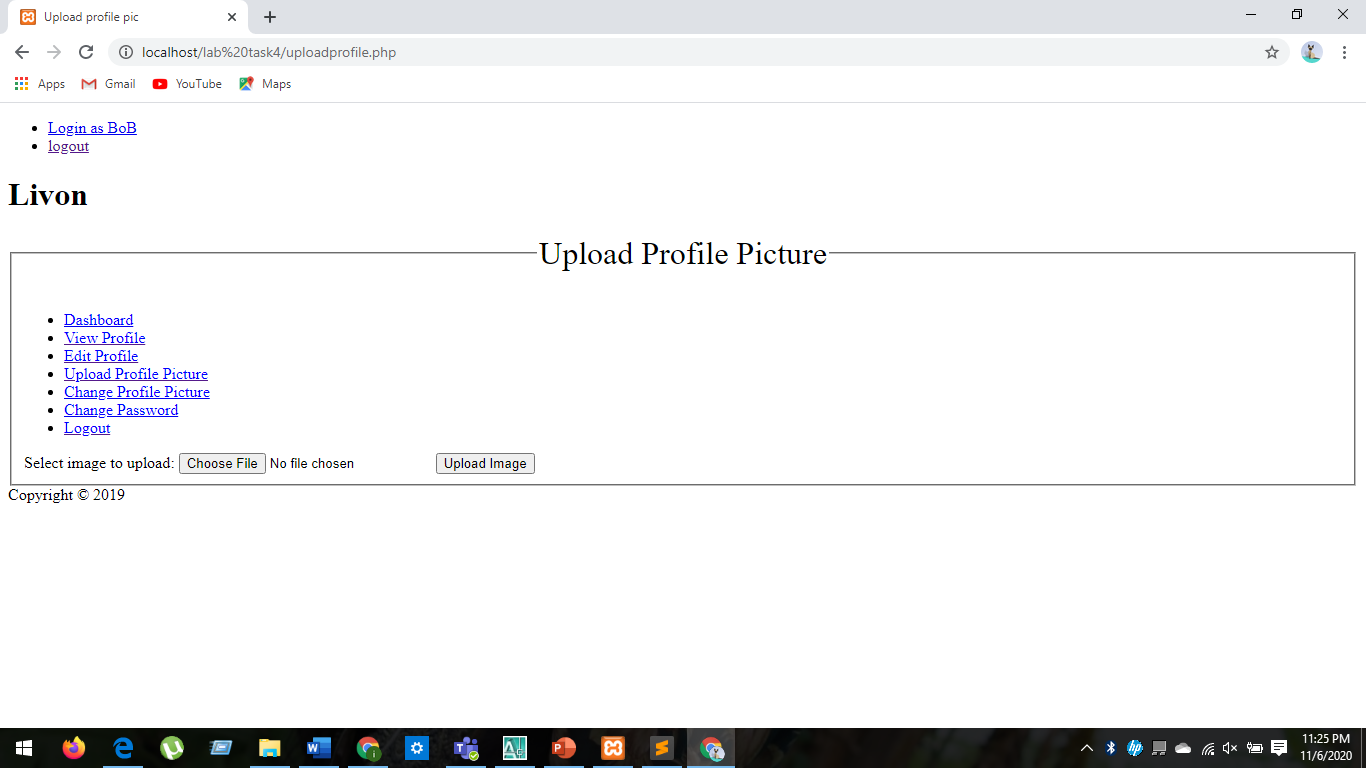 Upload profile pic
localhost/lab%20task4/uploadprofile.php
Apps Gmail YouTube Maps
Login as BoB
logout
Livon
Upload Profile Picture
Dashboard
View Profile
Edit Profile
Upload Profile Picture
Change Profile Picture
Change Password
Logout
Select image to upload: Choose File No file chosen Upload Image
Copyright © 2019
11:25 PM
11/6/2020